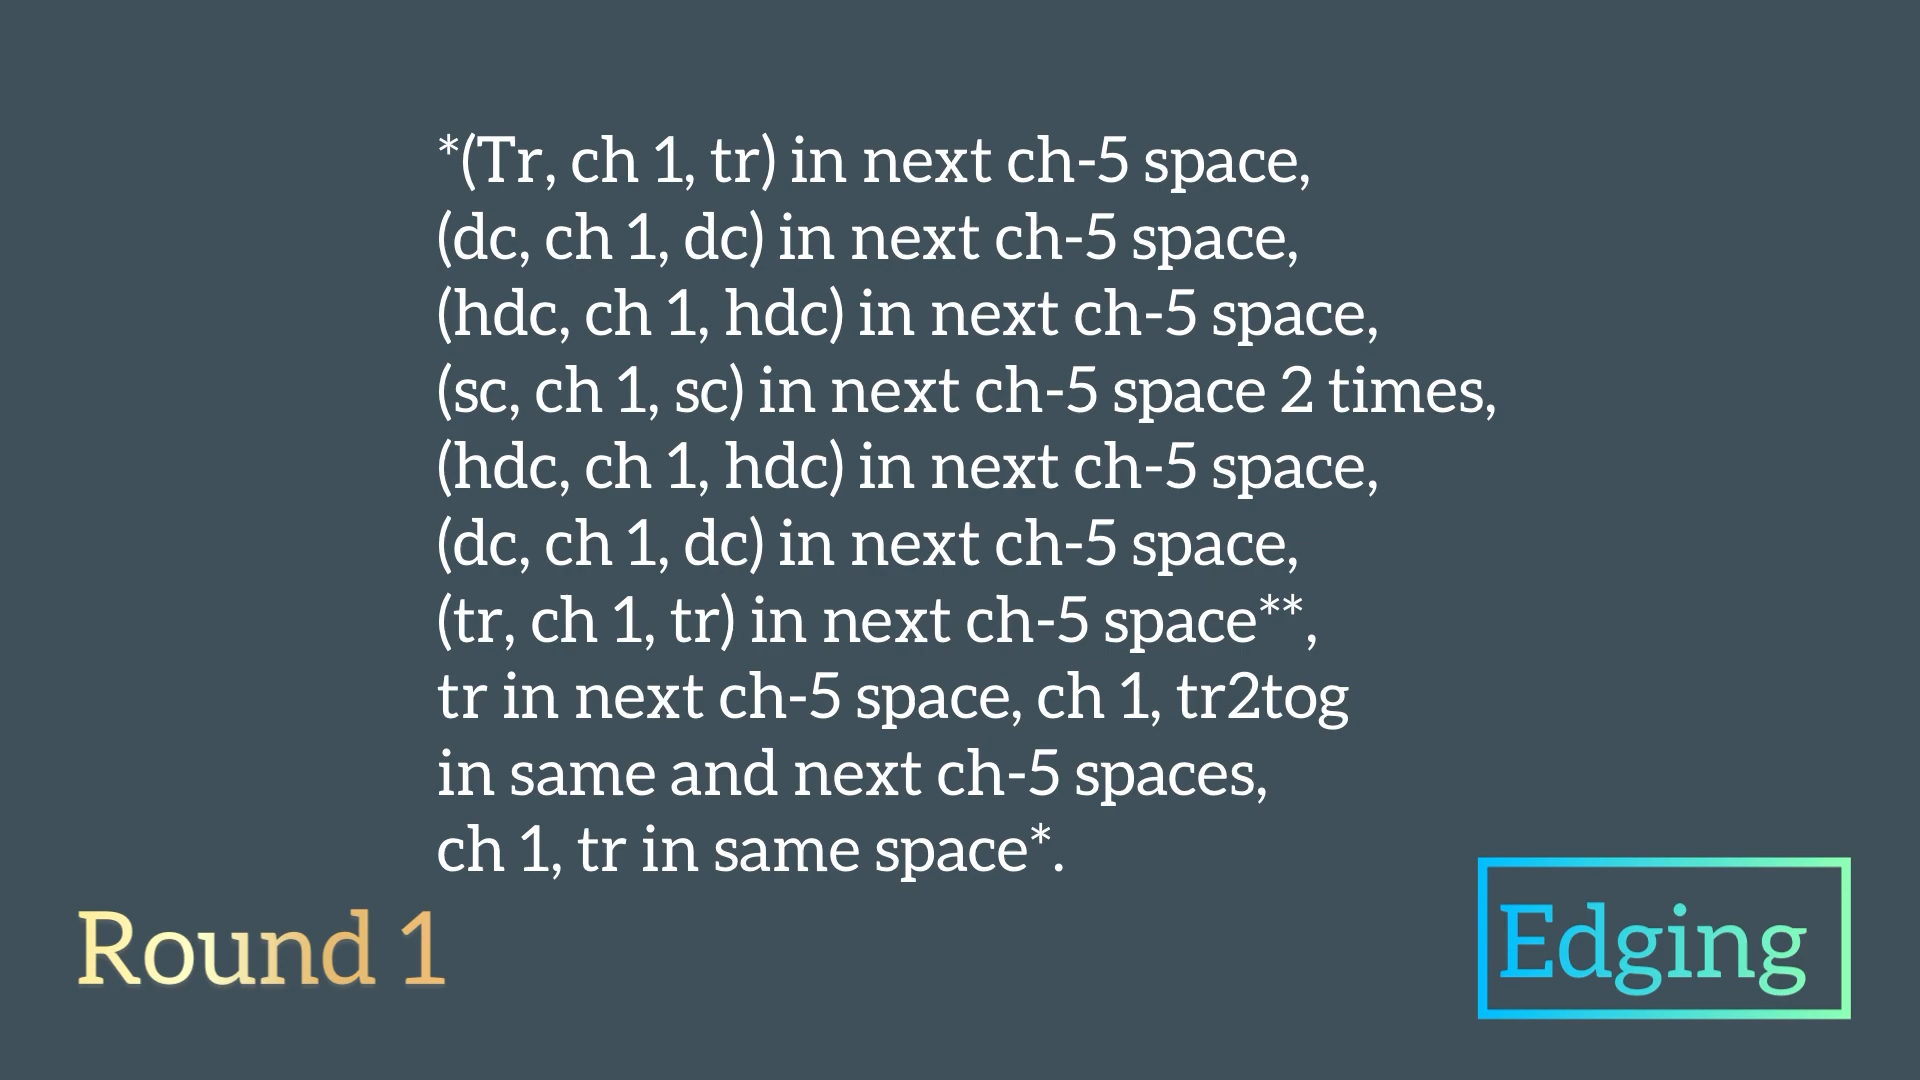 *(Tr, ch 1, tr) in next ch-5 space,
(dc, ch 1, dc) in next ch-5 space,
(hdc, ch 1, hdc) in next ch-5 space,
(sc, ch 1, sc) in next ch-5 space 2 times,
(hdc, ch 1, hdc) in next ch-5 space,
(dc, ch 1, dc) in next ch-5 space,
(tr, ch 1, tr) in next ch-5 space**,
tr in next ch-5 space, ch 1, tr2tog
in same and next ch-5 spaces,
ch 1, tr in same space*.
Round 1
Edging